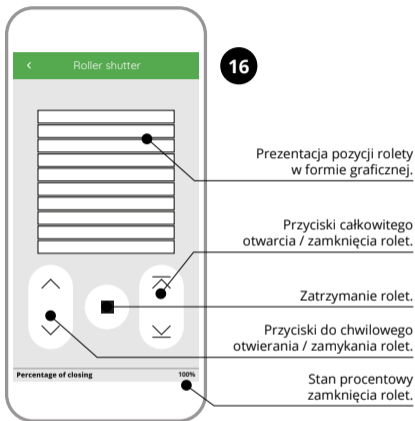 Roller shutter
16
Prezentacja pozycji rolety
w formie graficznej.
Przyciski całkowitego
otwarcia / zamknięcia rolet.
Zatrzymanie rolet.
Przyciski do chwilowego
otwierania / zamykania rolet.
Percentage of closing 100%
Stan procentowy
zamknięcia rolet.